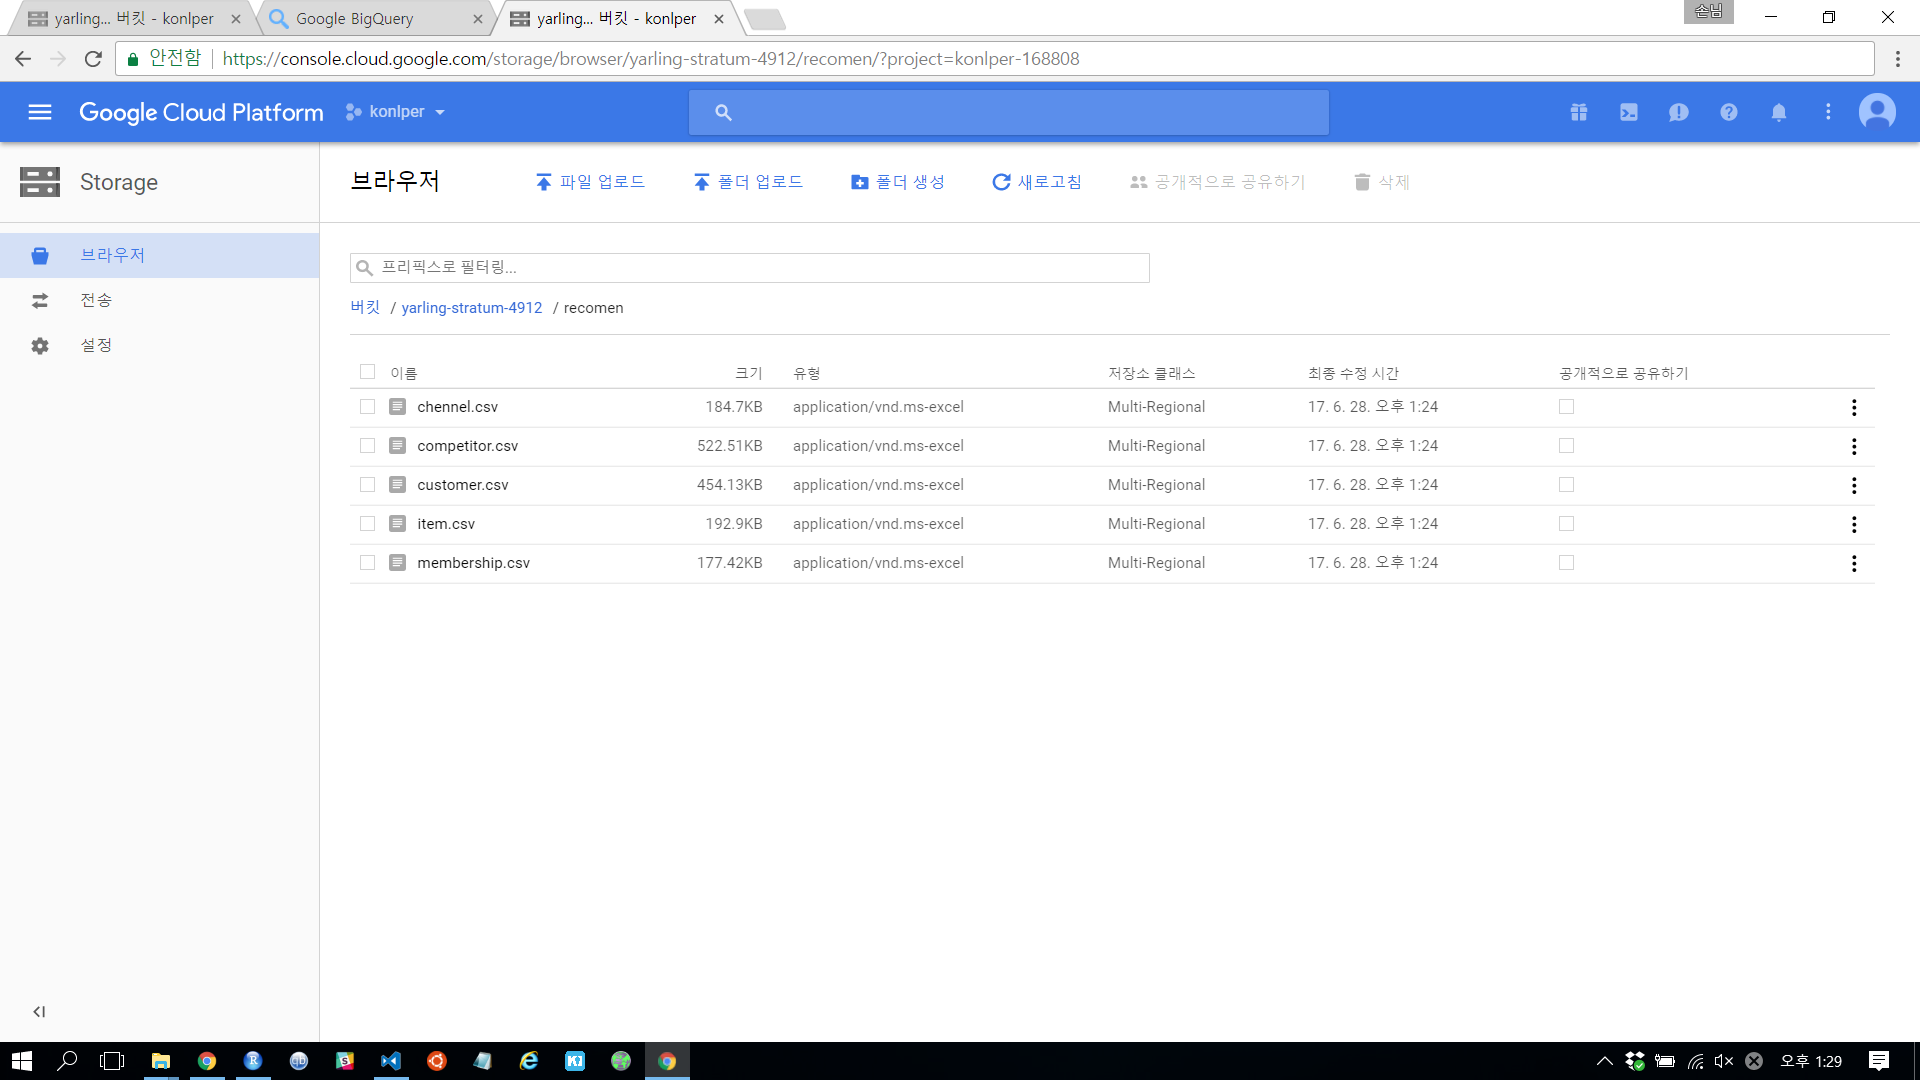 yarling... 버킷 - konlper
Google BigQuery
yarling... 버킷 - konlper
손님
안전함
https://console.cloud.google.com/storage/browser/yarling-stratum-4912/recomen/?project=konlper-168808
Google Cloud Platform
konlper
Storage
브라우저
파일 업로드
폴더 업로드
폴더 생성
새로고침
공개적으로 공유하기
삭제
브라우저
전송
설정
프리픽스로 필터링...
버킷 / yarling-stratum-4912 / recomen
이름 크기 유형 저장소 클래스 최종 수정 시간 공개적으로 공유하기
chennel.csv 184.7KB application/vnd.ms-excel Multi-Regional 17. 6. 28. 오후 1:24
competitor.csv 522.51KB application/vnd.ms-excel Multi-Regional 17. 6. 28. 오후 1:24
customer.csv 454.13KB application/vnd.ms-excel Multi-Regional 17. 6. 28. 오후 1:24
item.csv 192.9KB application/vnd.ms-excel Multi-Regional 17. 6. 28. 오후 1:24
membership.csv 177.42KB application/vnd.ms-excel Multi-Regional 17. 6. 28. 오후 1:24
오후 1:29